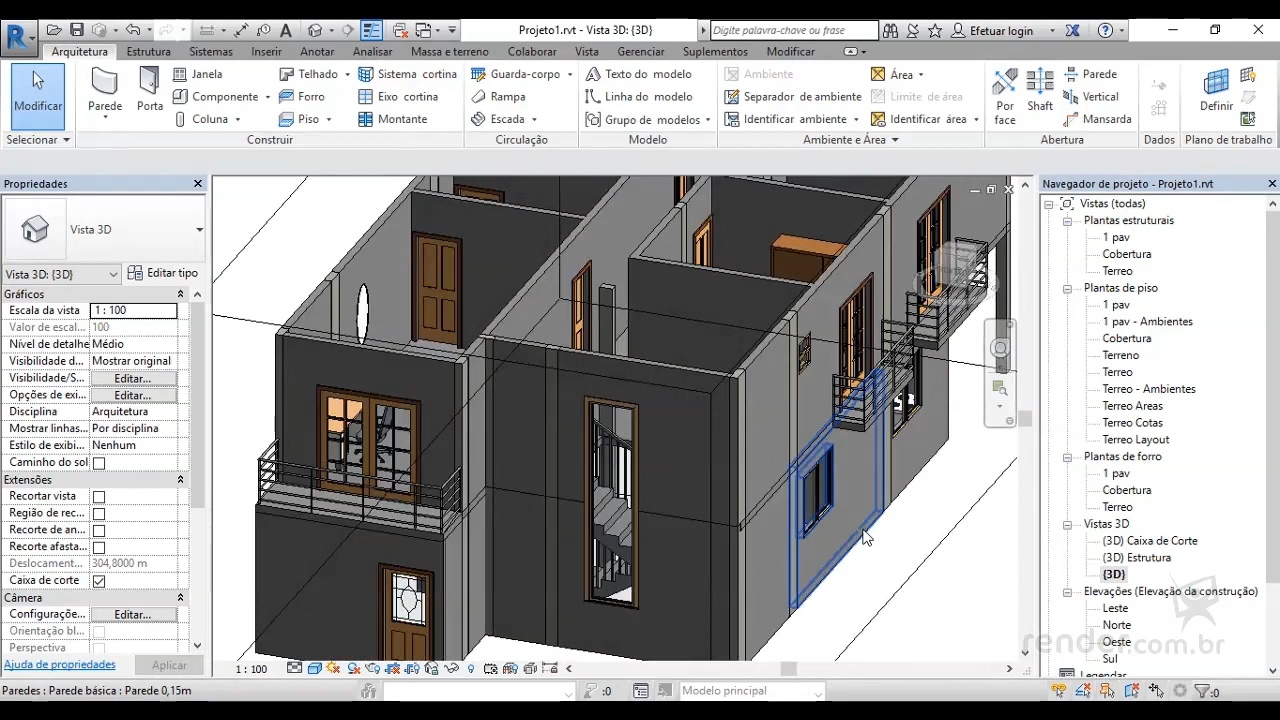 Projeto1.rvt - Vista 3D: {3D}
Digite palavra-chave ou frase
Efetuar login
Arquitetura Estrutura Sistemas Inserir Anotar Analisar Massa e terreno Colaborar Vista Gerenciar Suplementos Modificar
Modificar
Parede
Porta
Janela
Componente
Coluna
Telhado
Forro
Piso
Sistema cortina
Eixo cortina
Montante
Guarda-corpo
Rampa
Escada
Texto do modelo
Linha do modelo
Grupo de modelos
Ambiente
Separador de ambiente
Identificar ambiente
Área
Limite de área
Identificar área
Por
face
Shaft
Parede
Vertical
Mansarda
Definir
Selecionar Construir Circulação Modelo Ambiente e Área Abertura Dados Plano de trabalho
Propriedades
Vista 3D
Vista 3D: {3D} Editar tipo
Gráficos
Escala da vista 1 : 100
Valor de escal... 100
Nível de detalhe Médio
Visibilidade d... Mostrar original
Visibilidade/S... Editar...
Opções de exi... Editar...
Disciplina Arquitetura
Mostrar linhas... Por disciplina
Estilo de exibi... Nenhum
Caminho do sol
Extensões
Recortar vista
Região de rec...
Recorte de an...
Recorte afasta...
Deslocament... 304,8000 m
Caixa de corte
Câmera
Configuraçõe... Editar...
Orientação bl...
Perspectiva
Ajuda de propriedades Aplicar
Navegador de projeto - Projeto1.rvt
Vistas (todas)
Plantas estruturais
1 pav
Cobertura
Terreo
Plantas de piso
1 pav
1 pav - Ambientes
Cobertura
Terreno
Terreo
Terreo - Ambientes
Terreo Areas
Terreo Cotas
Terreo Layout
Plantas de forro
1 pav
Cobertura
Terreo
Vistas 3D
(3D) Caixa de Corte
(3D) Estrutura
{3D}
Elevações (Elevação da construção)
Leste
Norte
Oeste
Sul
Legendas
render.com.br
1 : 100
Paredes : Parede básica : Parede 0,15m
:0
Modelo principal
:0